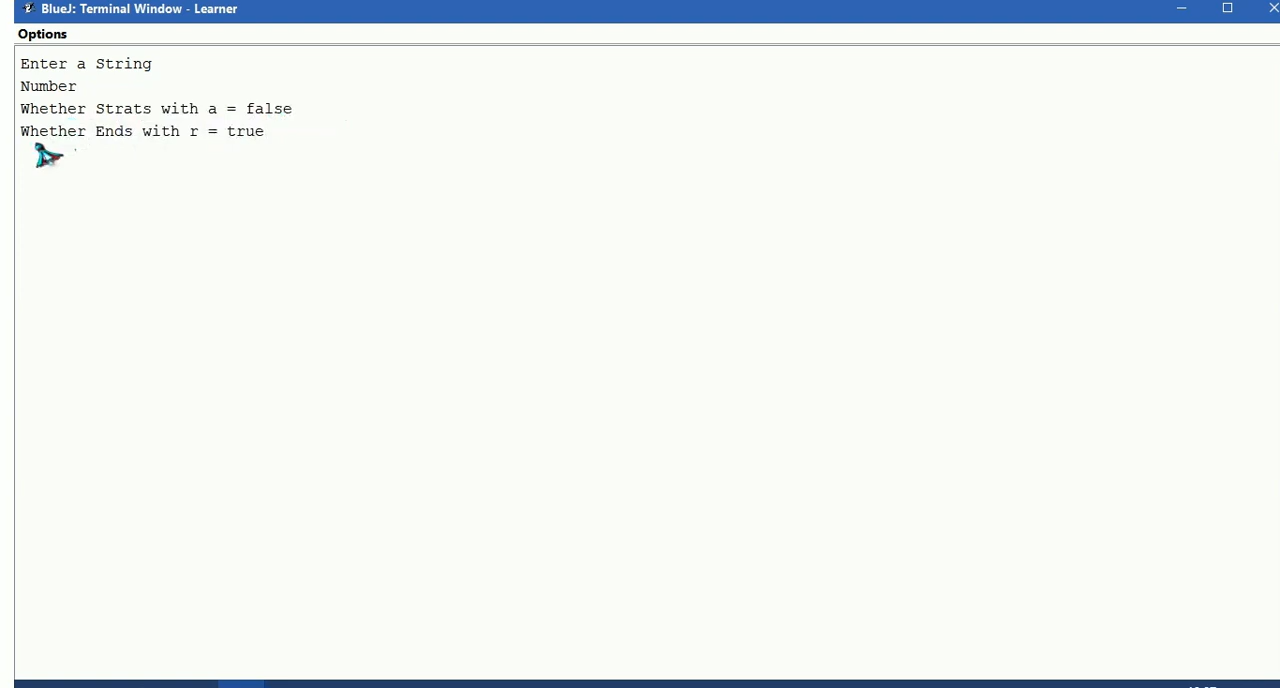 BlueJ: Terminal Window - Learner
Options
Enter a String
Number
Whether Strats with a = false
Whether Ends with r = true